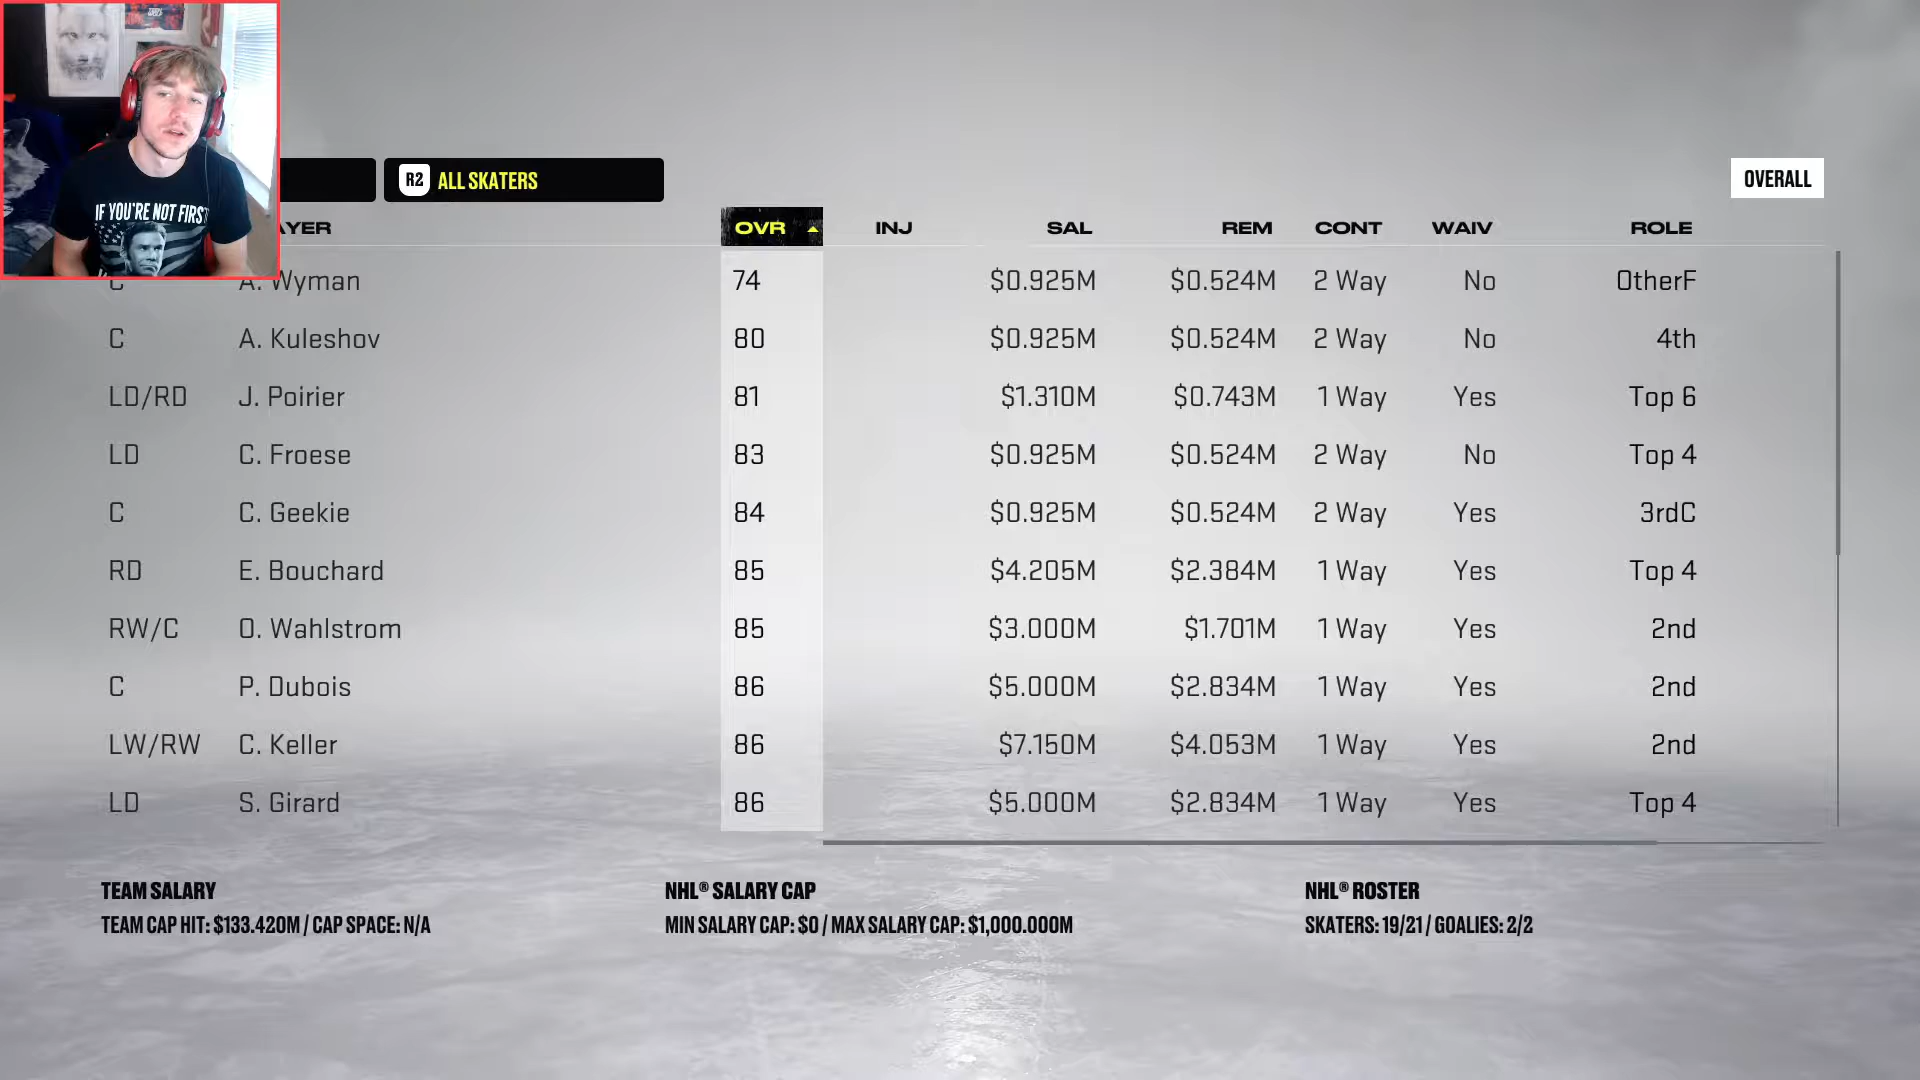 IF YOU'RE NOT FIRST
R2 ALL SKATERS
OVERALL
AYER OVR INJ SAL REM CONT WAIV ROLE
C A. Wyman 74 $0.925M $0.524M 2 Way No OtherF
C A. Kuleshov 80 $0.925M $0.524M 2 Way No 4th
LD/RD J. Poirier 81 $1.310M $0.743M 1 Way Yes Top 6
LD C. Froese 83 $0.925M $0.524M 2 Way No Top 4
C C. Geekie 84 $0.925M $0.524M 2 Way Yes 3rdC
RD E. Bouchard 85 $4.205M $2.384M 1 Way Yes Top 4
RW/C O. Wahlstrom 85 $3.000M $1.701M 1 Way Yes 2nd
C P. Dubois 86 $5.000M $2.834M 1 Way Yes 2nd
LW/RW C. Keller 86 $7.150M $4.053M 1 Way Yes 2nd
LD S. Girard 86 $5.000M $2.834M 1 Way Yes Top 4
TEAM SALARY
TEAM CAP HIT: $133.420M / CAP SPACE: N/A
NHL® SALARY CAP
MIN SALARY CAP: $0 / MAX SALARY CAP: $1,000.000M
NHL® ROSTER
SKATERS: 19/21 / GOALIES: 2/2